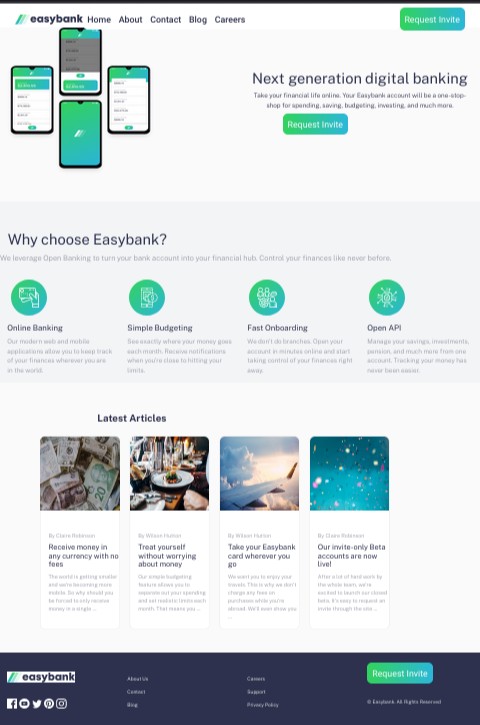 easybank Home About Contact Blog Careers
Request Invite
Next generation digital banking
Take your financial life online. Your Easybank account will be a one-stop-
shop for spending, saving, budgeting, investing, and much more.
Request Invite
Why choose Easybank?
We leverage Open Banking to turn your bank account into your financial hub. Control your finances like never before.
Online Banking
Our modern web and mobile
applications allow you to keep track
of your finances wherever you are
in the world.
Simple Budgeting
See exactly where your money goes
each month. Receive notifications
when you're close to hitting your
limits.
Fast Onboarding
We don't do branches. Open your
account in minutes online and start
taking control of your finances right
away.
Open API
Manage your savings, investments,
pension, and much more from one
account. Tracking your money has
never been easier.
Latest Articles
By Claire Robinson
Receive money in
any currency with no
fees
The world is getting smaller
and we're becoming more
mobile. So why should you
be forced to only receive
money in a single ...
By Wilson Hutton
Treat yourself
without worrying
about money
Our simple budgeting
feature allows you to
separate out your spending
and set realistic limits each
month. That means you ...
By Wilson Hutton
Take your Easybank
card wherever you
go
We want you to enjoy your
travels. This is why we don't
charge any fees on
purchases while you're
abroad. We'll even show you
...
By Claire Robinson
Our invite-only Beta
accounts are now
live!
After a lot of hard work by
the whole team, we're
excited to launch our closed
beta. It's easy to request an
invite through the site ...
easybank
About Us
Contact
Blog
Careers
Support
Privacy Policy
Request Invite
© Easybank. All Rights Reserved